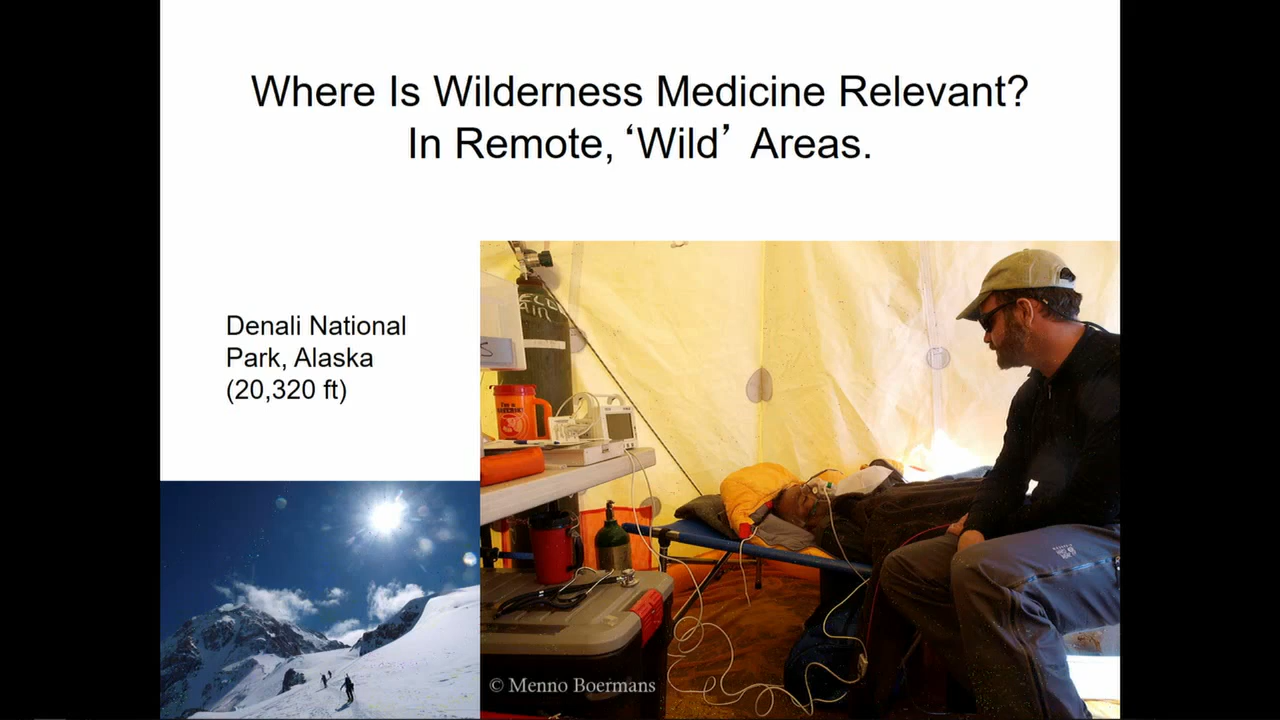 Where Is Wilderness Medicine Relevant?
In Remote, ‘Wild’ Areas.
Denali National
Park, Alaska
(20,320 ft)
© Menno Boermans